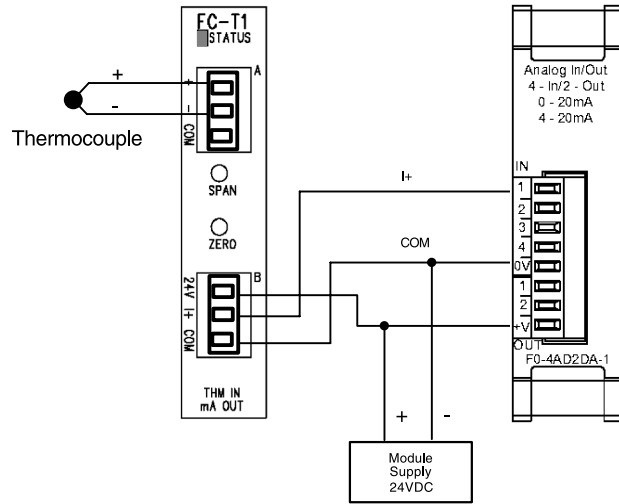 FC-T1
STATUS
A
+
-
COM
+
-
Thermocouple
SPAN
ZERO
B
24V
I+
COM
THM IN
mA OUT
I+
COM
+
-
Module
Supply
24VDC
Analog In/Out
4 - In/2 - Out
0 - 20mA
4 - 20mA
IN
1
2
3
4
0V
1
2
+V
OUT
F0-4AD2DA-1